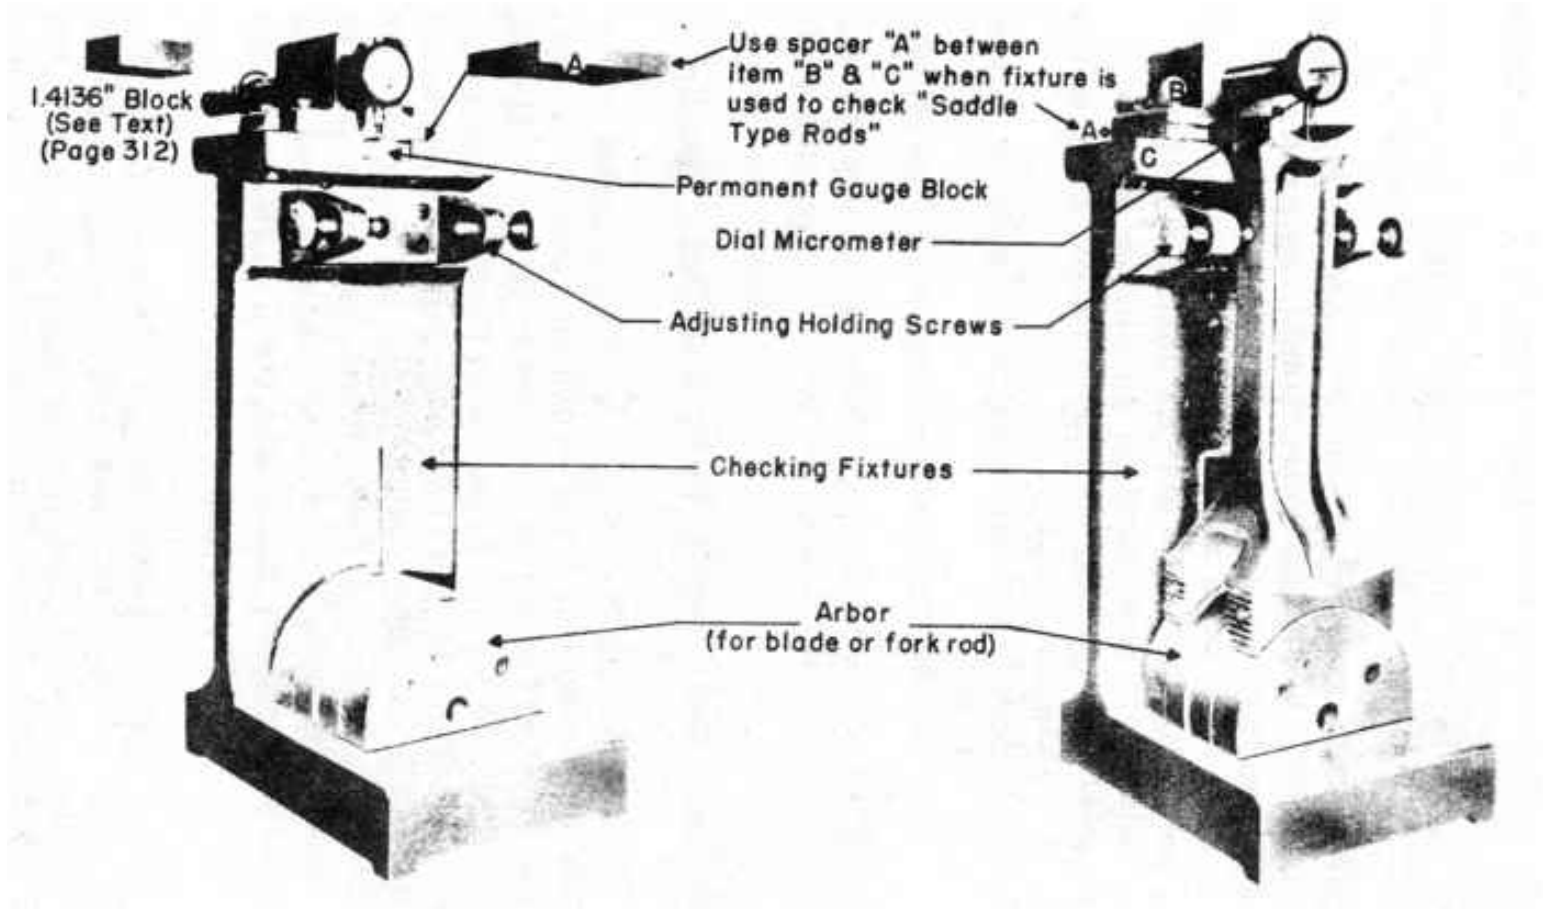 Use spacer "A" between
item "B" & "C" when fixture is
used to check "Saddle
Type Rods"
A
1.4136" Block
(See Text)
(Page 312)
B
A
C
Permanent Gauge Block
Dial Micrometer
Adjusting Holding Screws
Checking Fixtures
Arbor
(for blade or fork rod)